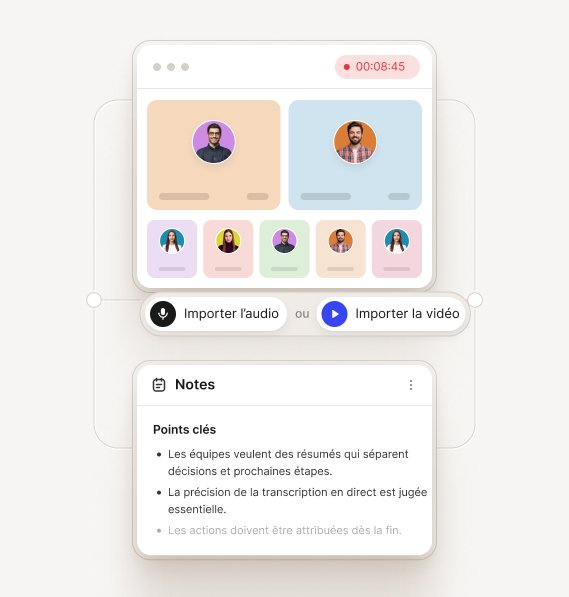 00:08:45
Importer l’audio ou Importer la vidéo
Notes
Points clés
• Les équipes veulent des résumés qui séparent
décisions et prochaines étapes.
• La précision de la transcription en direct est jugée
essentielle.
• Les actions doivent être attribuées dès la fin.